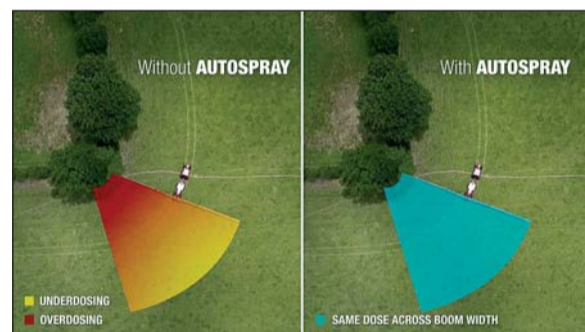 Without AUTOSPRAY
UNDERDOSING
OVERDOSING
With AUTOSPRAY
SAME DOSE ACROSS BOOM WIDTH